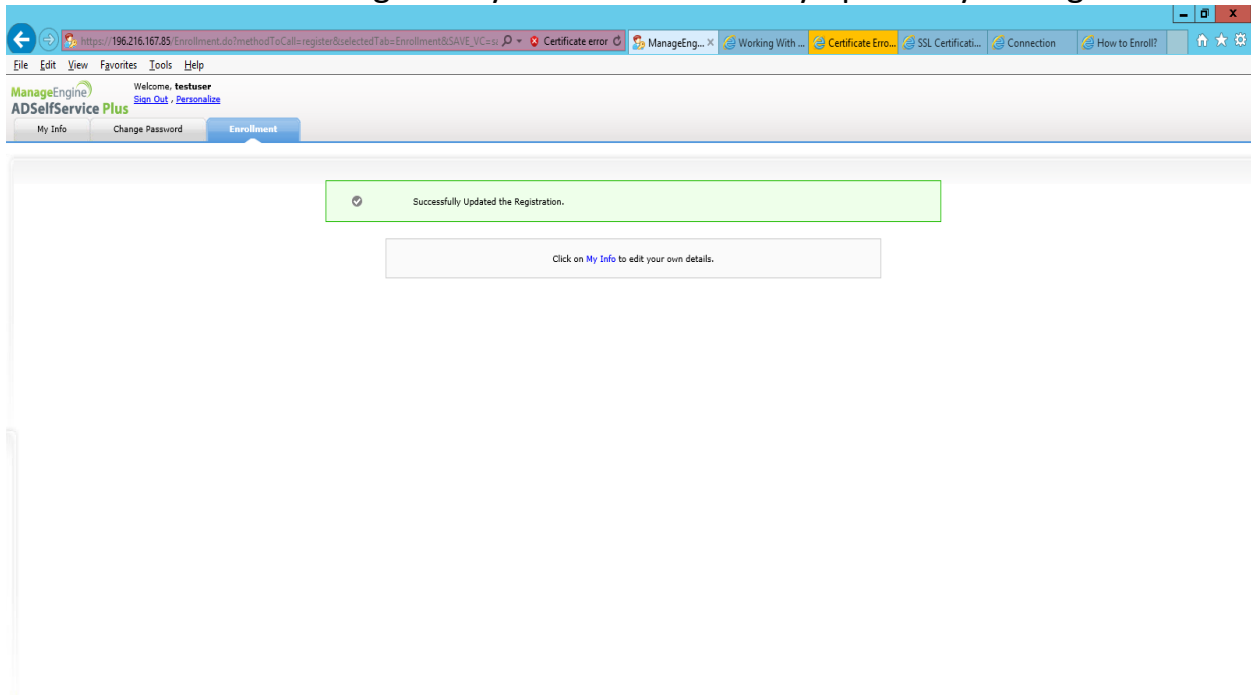 https://196.216.167.85/Enrollment.do?methodToCall=register&selectedTab=Enrollment&SAVE_VC=s Certificate error ManageEng... Working With ... Certificate Erro... SSL Certificati... Connection How to Enroll?
File Edit View Favorites Tools Help
ManageEngine Welcome, testuser
ADSelfService Plus Sign Out , Personalize
My Info Change Password Enrollment
Successfully Updated the Registration.
Click on My Info to edit your own details.